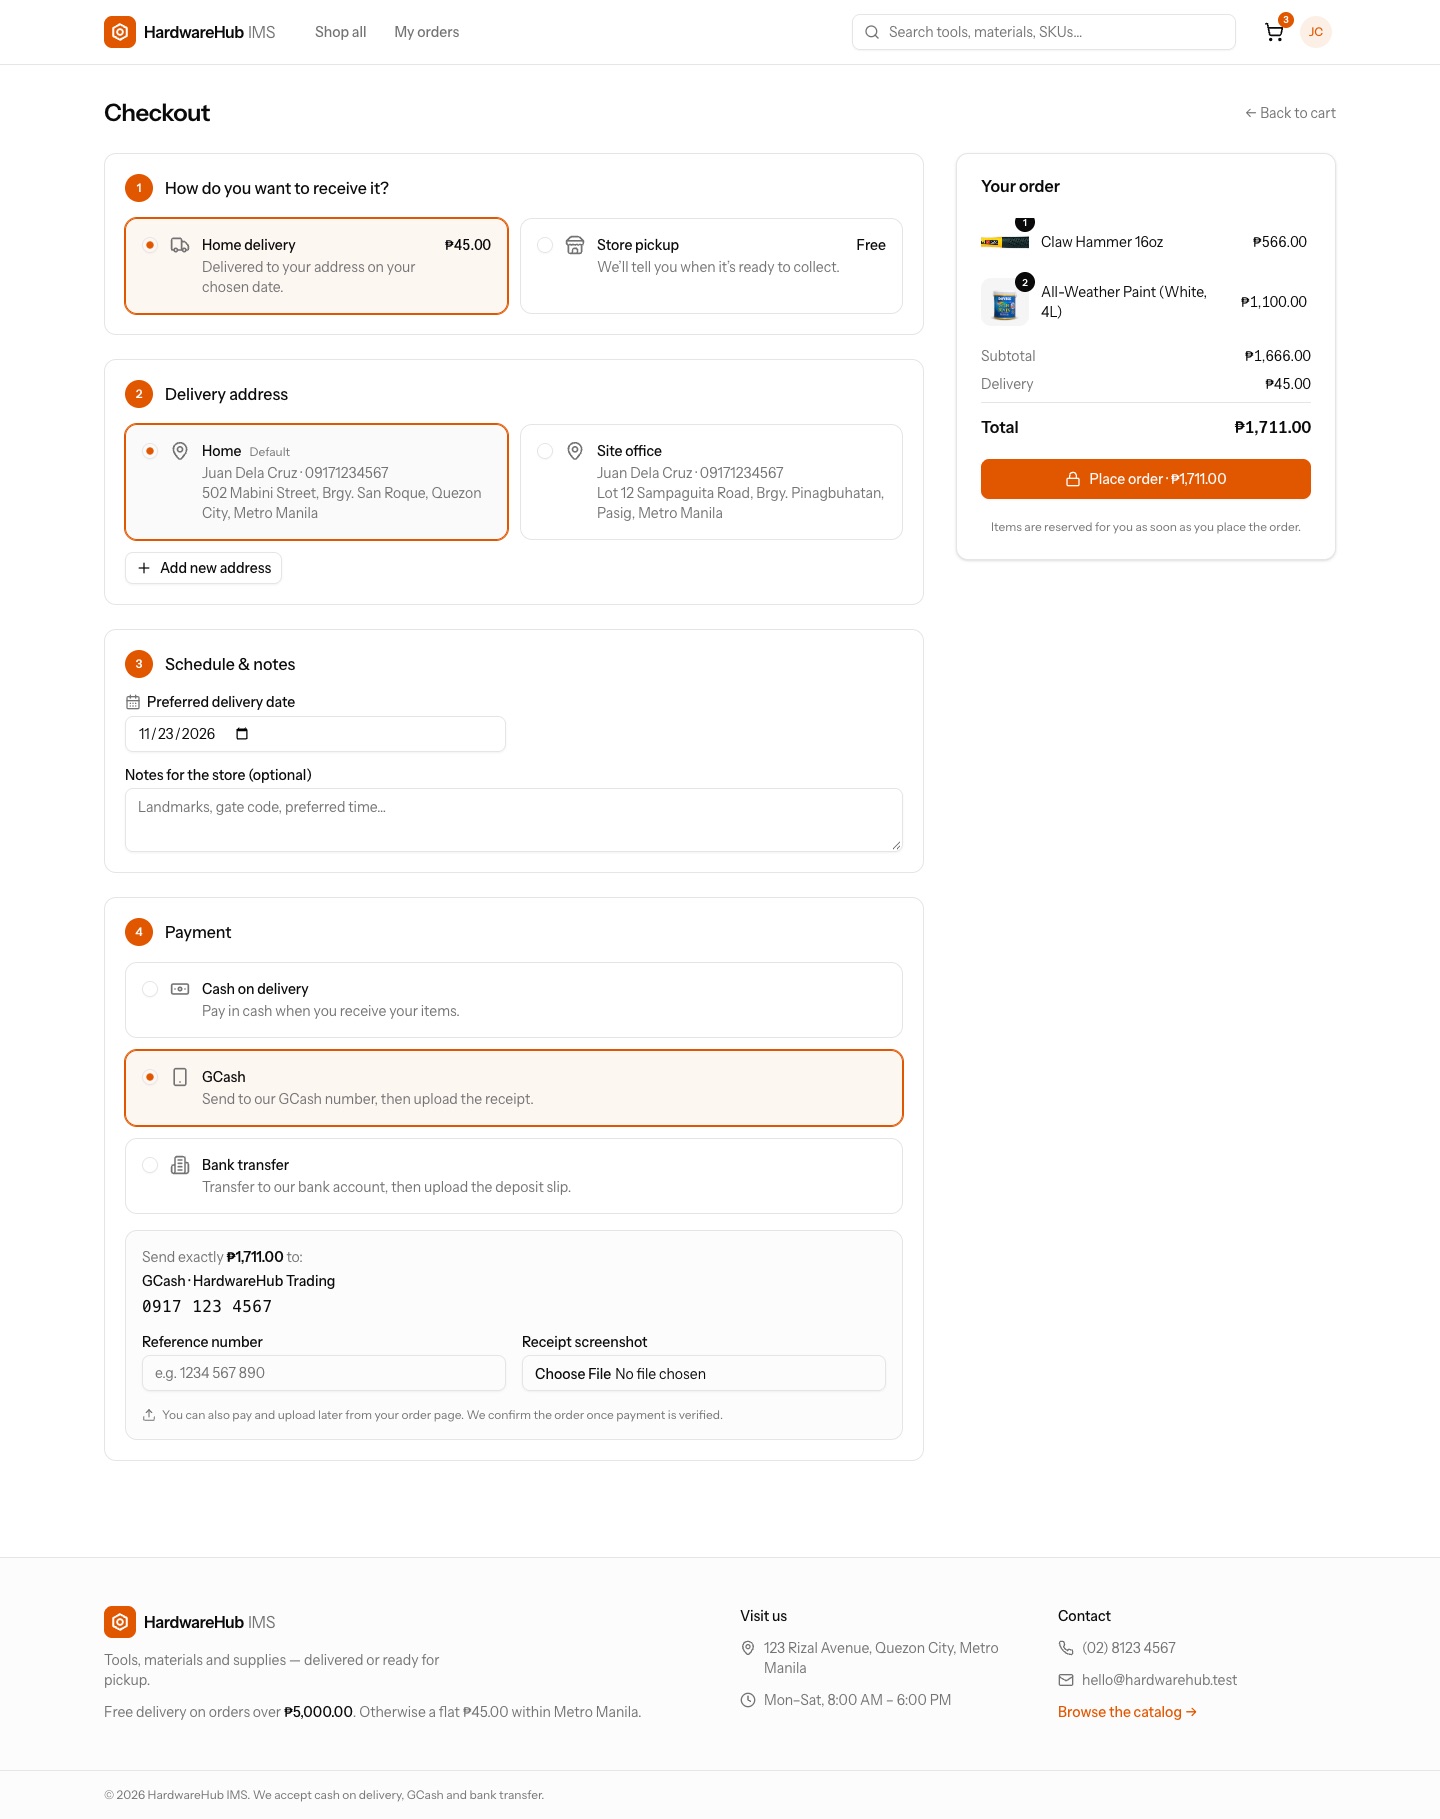 HardwareHub IMS
Shop all
My orders
Search tools, materials, SKUs...
3
JC
Checkout
← Back to cart
1
How do you want to receive it?
Home delivery
₱45.00
Delivered to your address on your
chosen date.
Store pickup
Free
We'll tell you when it's ready to collect.
2
Delivery address
Home Default
Juan Dela Cruz · 09171234567
502 Mabini Street, Brgy. San Roque, Quezon
City, Metro Manila
Site office
Juan Dela Cruz · 09171234567
Lot 12 Sampaguita Road, Brgy. Pinagbuhatan,
Pasig, Metro Manila
Add new address
3
Schedule & notes
Preferred delivery date
11/23/2026
Notes for the store (optional)
Landmarks, gate code, preferred time...
4
Payment
Cash on delivery
Pay in cash when you receive your items.
GCash
Send to our GCash number, then upload the receipt.
Bank transfer
Transfer to our bank account, then upload the deposit slip.
Send exactly ₱1,711.00 to:
GCash · HardwareHub Trading
0917 123 4567
Reference number
e.g. 1234 567 890
Receipt screenshot
Choose File No file chosen
You can also pay and upload later from your order page. We confirm the order once payment is verified.
Your order
1
Claw Hammer 16oz
₱566.00
2
All-Weather Paint (White,
4L)
₱1,100.00
Subtotal
₱1,666.00
Delivery
₱45.00
Total
₱1,711.00
Place order · ₱1,711.00
Items are reserved for you as soon as you place the order.
HardwareHub IMS
Tools, materials and supplies — delivered or ready for
pickup.
Free delivery on orders over ₱5,000.00. Otherwise a flat ₱45.00 within Metro Manila.
Visit us
123 Rizal Avenue, Quezon City, Metro
Manila
Mon–Sat, 8:00 AM – 6:00 PM
Contact
(02) 8123 4567
hello@hardwarehub.test
Browse the catalog →
© 2026 HardwareHub IMS. We accept cash on delivery, GCash and bank transfer.